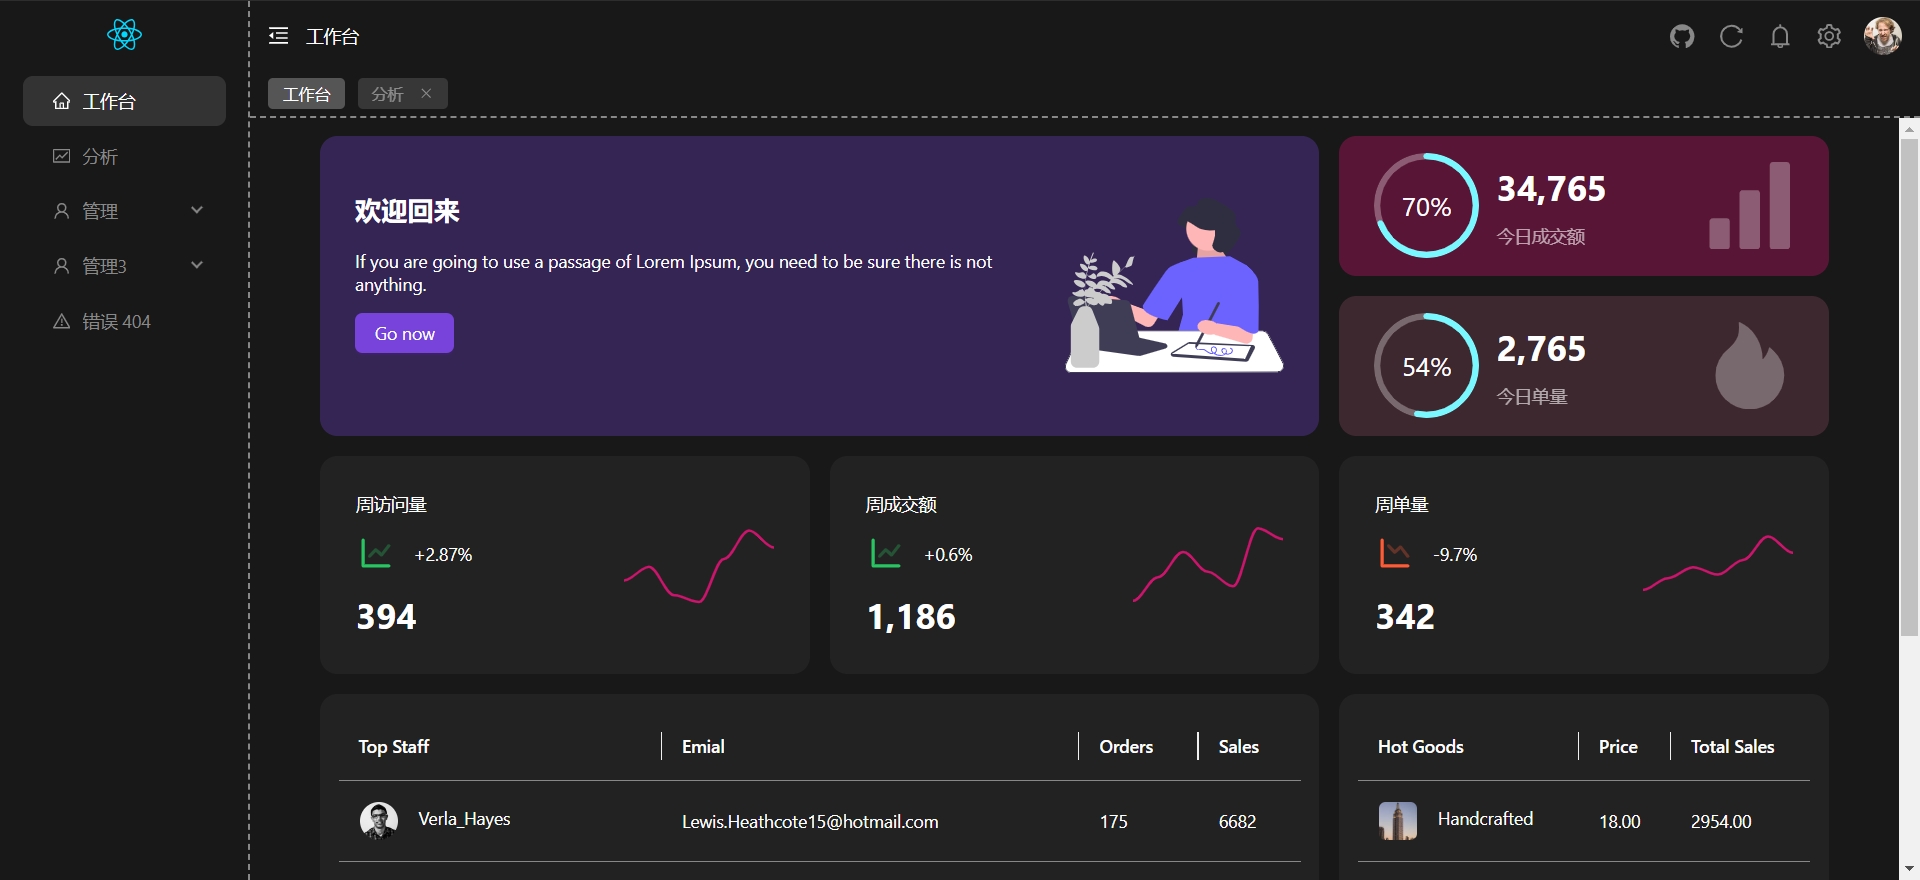 工作台
分析
管理
管理3
错误 404
工作台
工作台
分析
欢迎回来
If you are going to use a passage of Lorem Ipsum, you need to be sure there is not
anything.
Go now
70%
34,765
今日成交额
54%
2,765
今日单量
周访问量
+2.87%
394
周成交额
+0.6%
1,186
周单量
-9.7%
342
Top Staff Emial Orders Sales
Verla_Hayes Lewis.Heathcote15@hotmail.com 175 6682
Hot Goods Price Total Sales
Handcrafted 18.00 2954.00